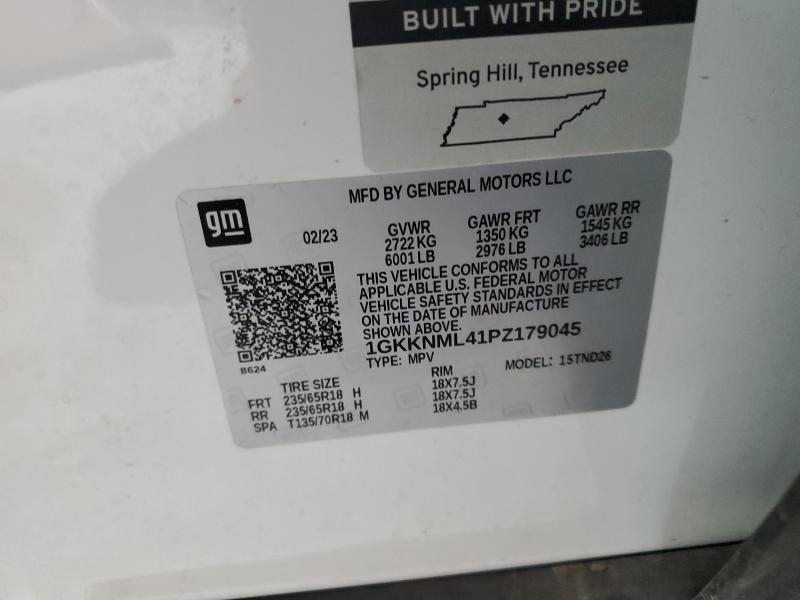 BUILT WITH PRIDE
Spring Hill, Tennessee
MFD BY GENERAL MOTORS LLC
gm
02/23
GVWR
2722 KG
6001 LB
GAWR FRT
1350 KG
2976 LB
GAWR RR
1545 KG
3406 LB
THIS VEHICLE CONFORMS TO ALL
APPLICABLE U.S. FEDERAL MOTOR
VEHICLE SAFETY STANDARDS IN EFFECT
ON THE DATE OF MANUFACTURE
SHOWN ABOVE.
1GKKNML41PZ179045
TYPE: MPV
MODEL: 15TND26
8624
TIRE SIZE
RIM
FRT 235/65R18 H 18X7.5J
RR 235/65R18 H 18X7.5J
SPA T135/70R18 M 18X4.5B